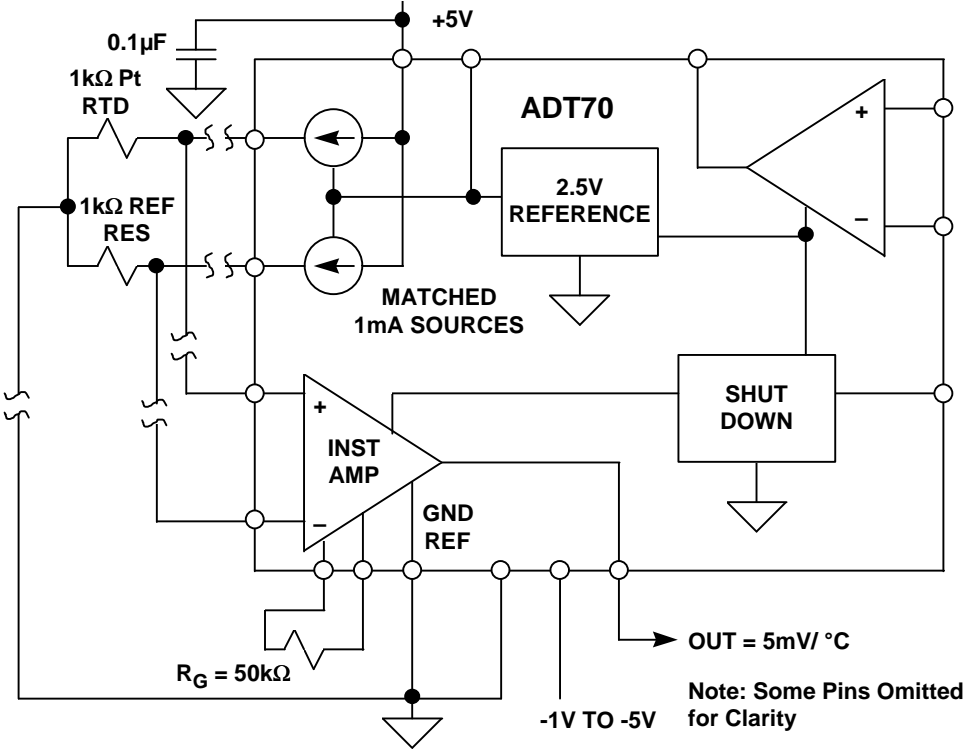 +5V
0.1µF
1kΩ Pt
RTD
ADT70
+
2.5V
REFERENCE
–
1kΩ REF
RES
MATCHED
1mA SOURCES
SHUT
DOWN
+
INST
AMP
–
GND
REF
OUT = 5mV/ °C
RG = 50kΩ
-1V TO -5V
Note: Some Pins Omitted
for Clarity